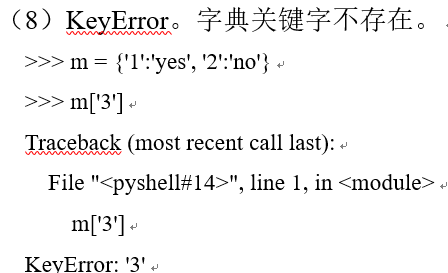 （8）KeyError。字典关键字不存在。
>>> m = {'1':'yes', '2':'no'}
>>> m['3']
Traceback (most recent call last):
File "<pyshell#14>", line 1, in <module>
m['3']
KeyError: '3'